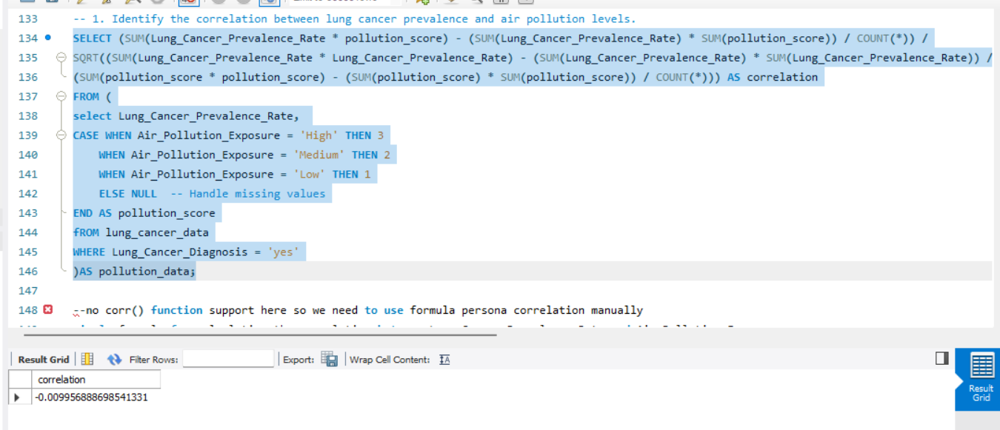 133 -- 1. Identify the correlation between lung cancer prevalence and air pollution levels.
134 SELECT (SUM(Lung_Cancer_Prevalence_Rate * pollution_score) - (SUM(Lung_Cancer_Prevalence_Rate) * SUM(pollution_score)) / COUNT(*)) /
135 SQRT((SUM(Lung_Cancer_Prevalence_Rate * Lung_Cancer_Prevalence_Rate) - (SUM(Lung_Cancer_Prevalence_Rate) * SUM(Lung_Cancer_Prevalence_Rate)) /
136 (SUM(pollution_score * pollution_score) - (SUM(pollution_score) * SUM(pollution_score)) / COUNT(*))) AS correlation
137 FROM (
138 select Lung_Cancer_Prevalence_Rate,
139 CASE WHEN Air_Pollution_Exposure = 'High' THEN 3
140 WHEN Air_Pollution_Exposure = 'Medium' THEN 2
141 WHEN Air_Pollution_Exposure = 'Low' THEN 1
142 ELSE NULL -- Handle missing values
143 END AS pollution_score
144 fROM lung_cancer_data
145 WHERE Lung_Cancer_Diagnosis = 'yes'
146 )AS pollution_data;
147
148 --no corr() function support here so we need to use formula persona correlation manually
Result Grid Filter Rows: Export: Wrap Cell Content:
correlation
-0.009956888698541331
Result
Grid